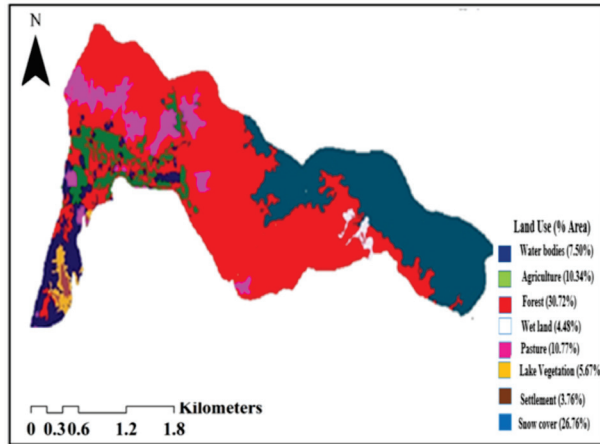 N
Land Use (% Area)
Water bodies (7.50%)
Agriculture (10.34%)
Forest (30.72%)
Wet land (4.48%)
Pasture (10.77%)
Lake Vegetation (5.67%
Settlement (3.76%)
Snow cover (26.76%)
Kilometers
0 0.3 0.6 1.2 1.8